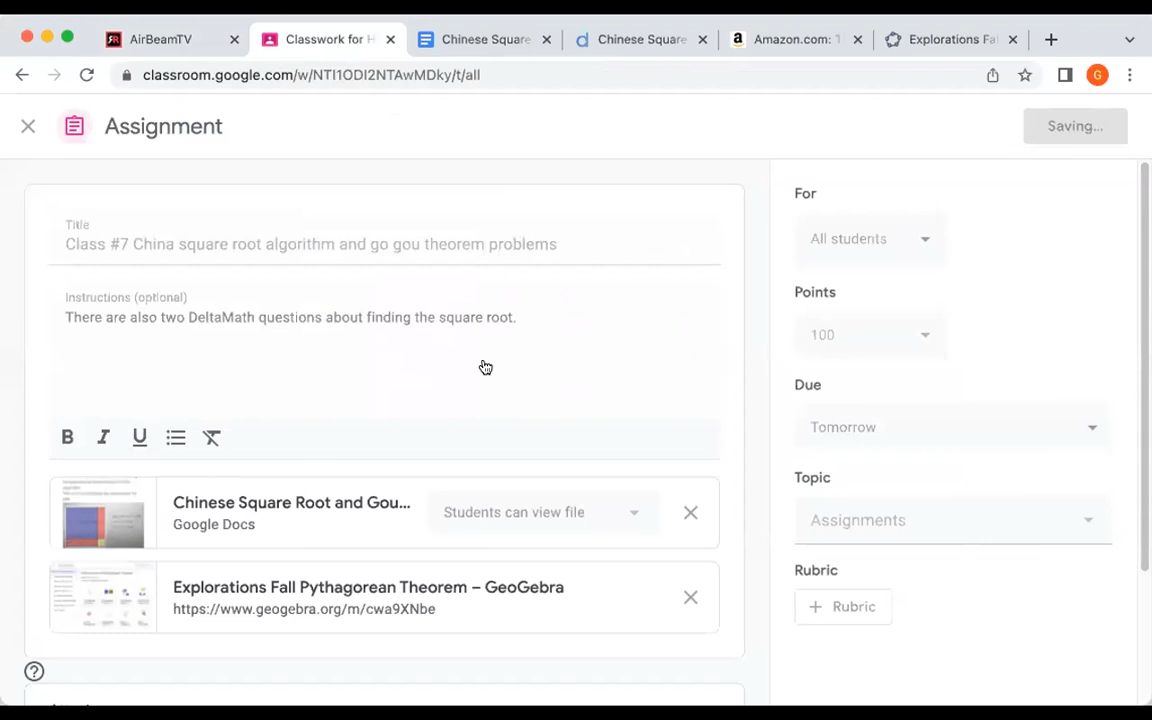 AirBeamTV
Classwork for H
Chinese Square
Chinese Square
Amazon.com: T
Explorations Fal
classroom.google.com/w/NTI1ODI2NTAwMDky/t/all
G
Assignment
Saving...
Title
Class #7 China square root algorithm and go gou theorem problems
Instructions (optional)
There are also two DeltaMath questions about finding the square root.
B I U
Chinese Square Root and Gou...
Google Docs
Students can view file
Explorations Fall Pythagorean Theorem – GeoGebra
https://www.geogebra.org/m/cwa9XNbe
For
All students
Points
100
Due
Tomorrow
Topic
Assignments
Rubric
+ Rubric